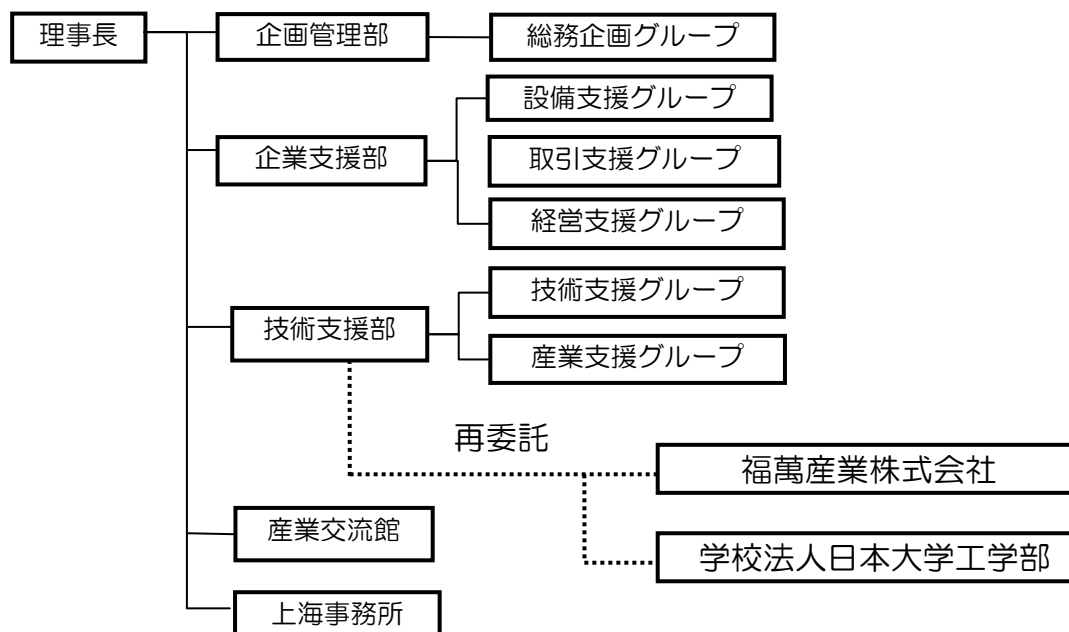 理事長
企画管理部
総務企画グループ
設備支援グループ
企業支援部
取引支援グループ
経営支援グループ
技術支援グループ
技術支援部
産業支援グループ
再委託
福萬産業株式会社
産業交流館
学校法人日本大学工学部
上海事務所